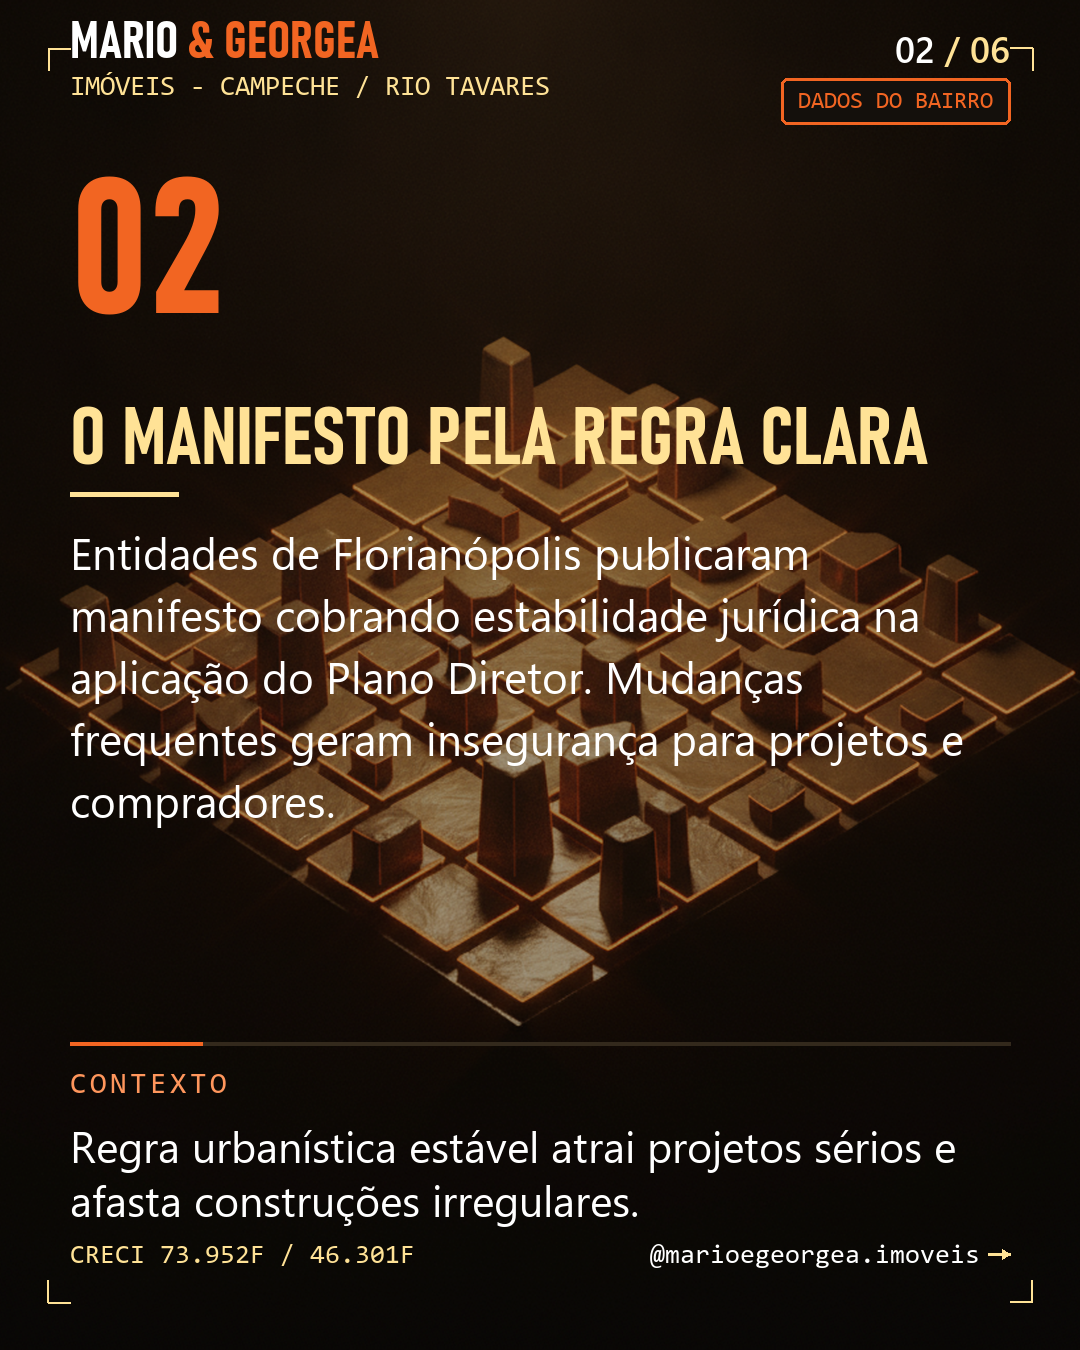 MARIO & GEORGEA
IMÓVEIS - CAMPECHE / RIO TAVARES
02 / 06
DADOS DO BAIRRO
02
O MANIFESTO PELA REGRA CLARA
Entidades de Florianópolis publicaram
manifesto cobrando estabilidade jurídica na
aplicação do Plano Diretor. Mudanças
frequentes geram insegurança para projetos e
compradores.
CONTEXTO
Regra urbanística estável atrai projetos sérios e
afasta construções irregulares.
CRECI 73.952F / 46.301F
@marioegeorgea.imoveis →